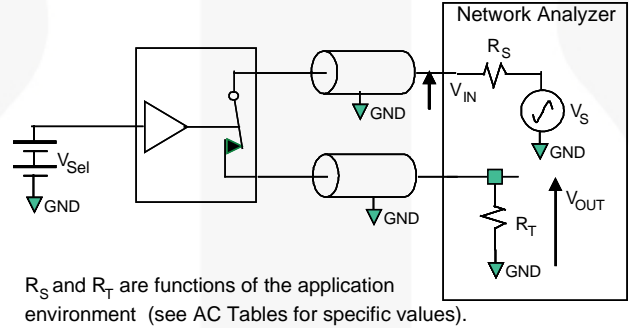 Network Analyzer
R_S
V_IN
V_S
GND
GND
V_Sel
GND
GND
V_OUT
R_T
GND
R_S and R_T are functions of the application
environment (see AC Tables for specific values).